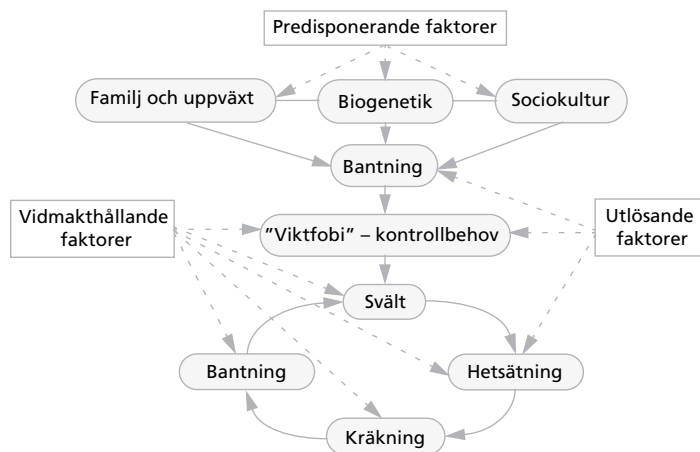 Predisponerande faktorer
Familj och uppväxt
Biogenetik
Sociokultur
Bantning
Vidmakthållande
faktorer
”Viktfobi” – kontrollbehov
Utlösande
faktorer
Svält
Bantning
Hetsätning
Kräkning